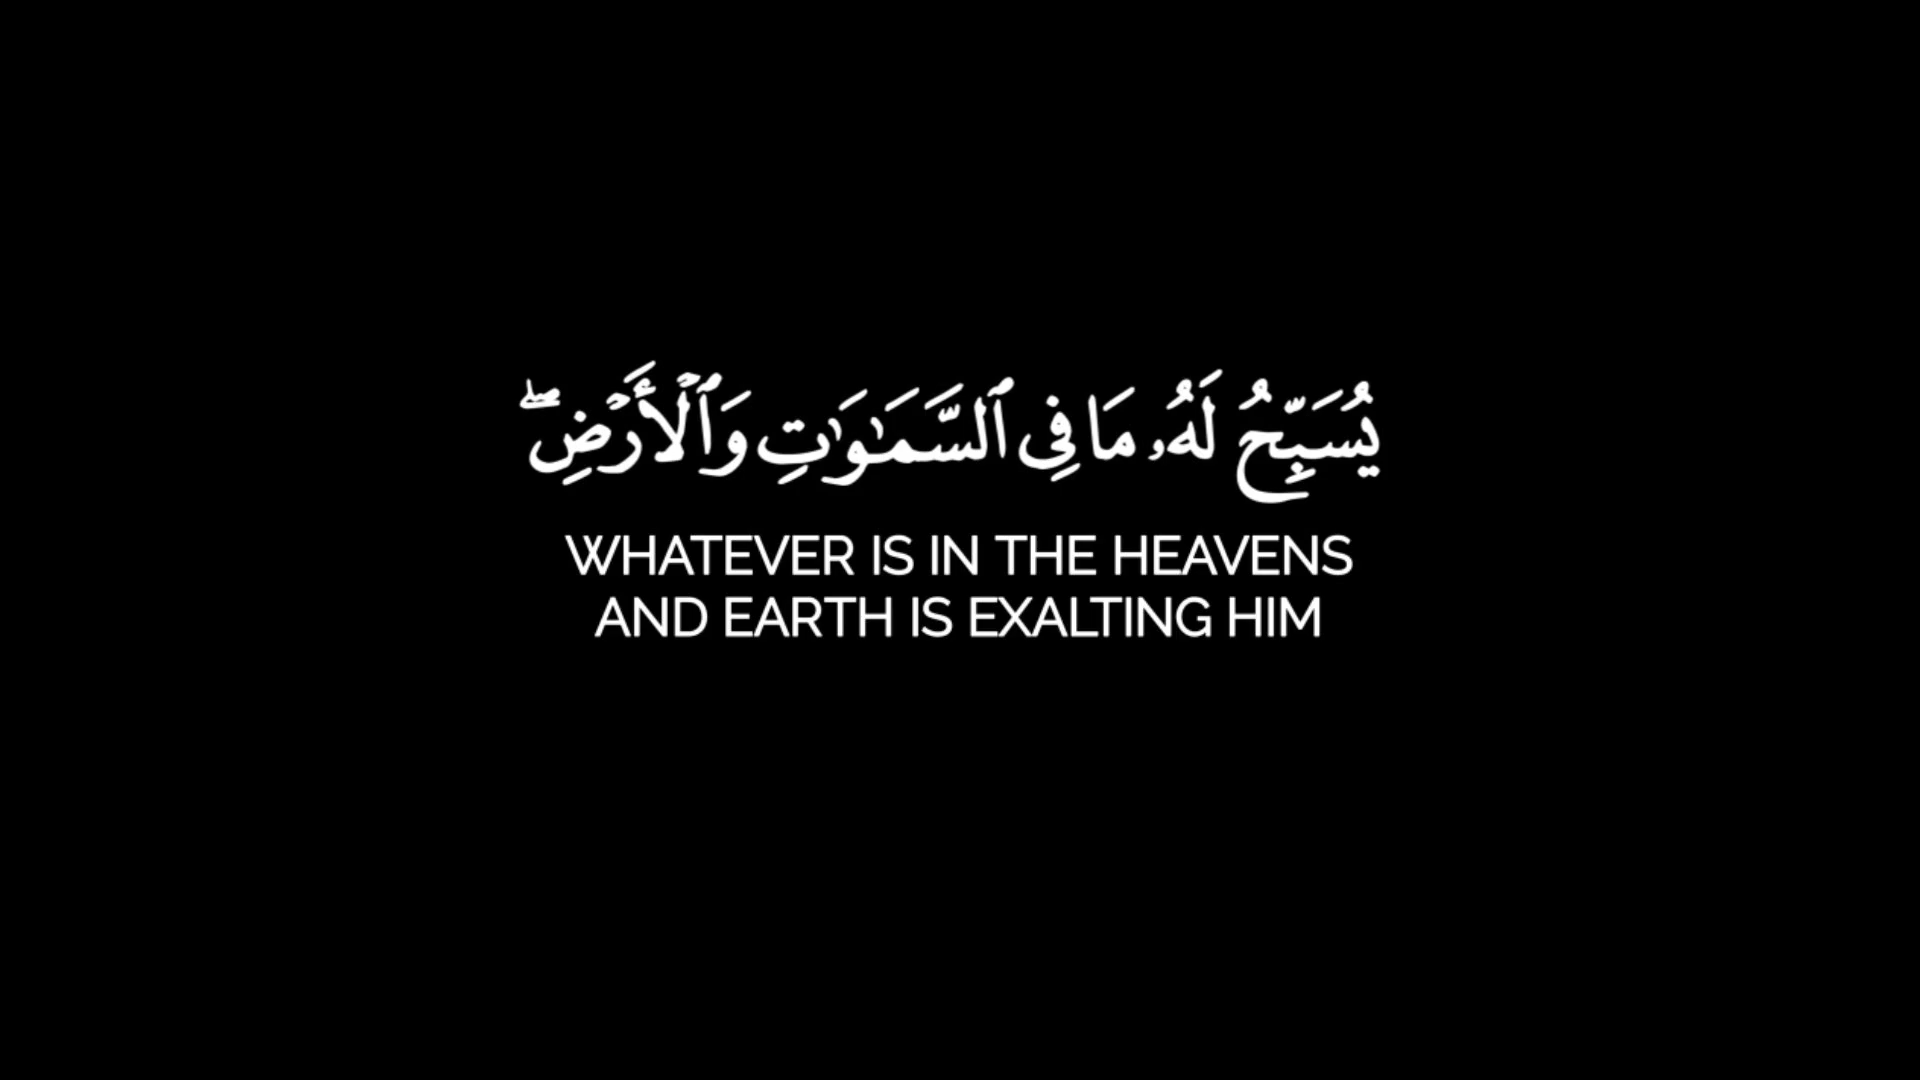 يُسَبِّحُ لَهُۥ مَا فِى ٱلسَّمَـٰوَٰتِ وَٱلْأَرْضِ ۖ
WHATEVER IS IN THE HEAVENS
AND EARTH IS EXALTING HIM